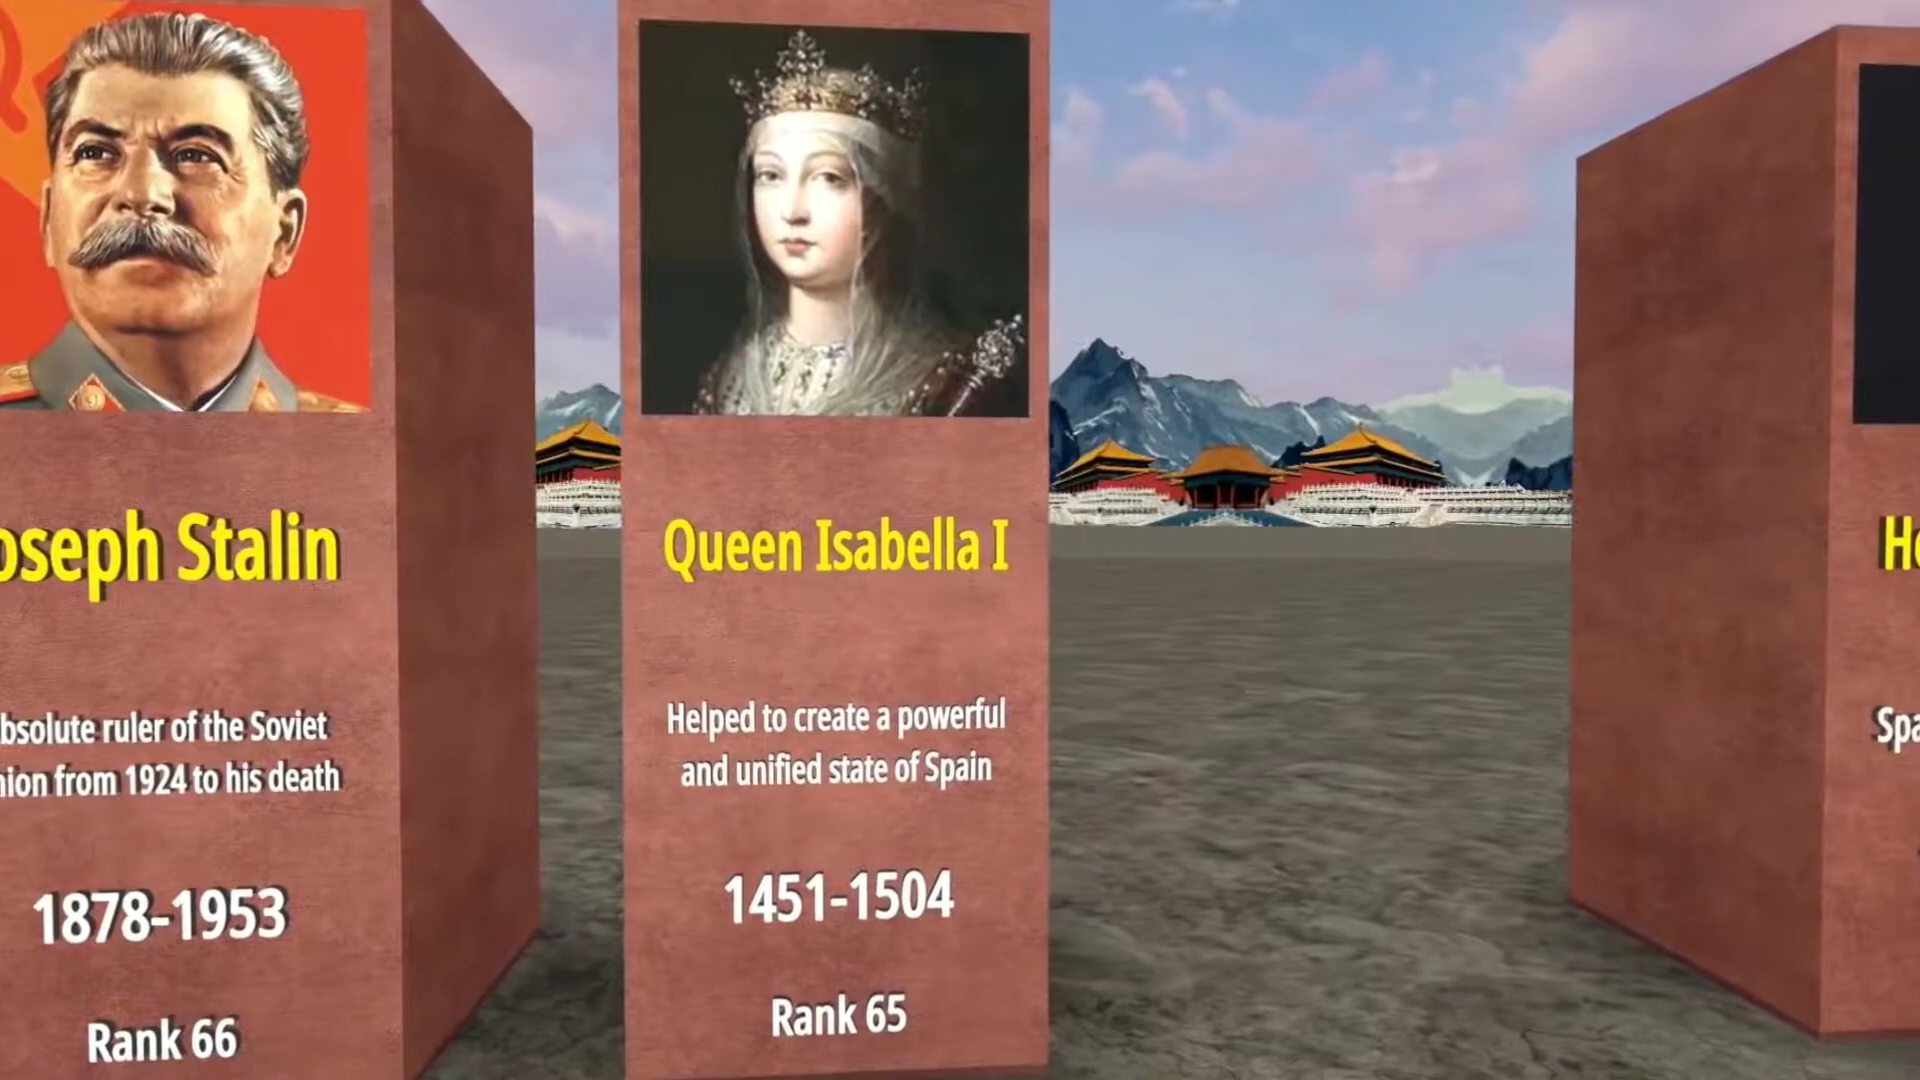 oseph Stalin
bsolute ruler of the Soviet
nion from 1924 to his death
1878-1953
Rank 66
Queen Isabella I
Helped to create a powerful
and unified state of Spain
1451-1504
Rank 65
He
Spa